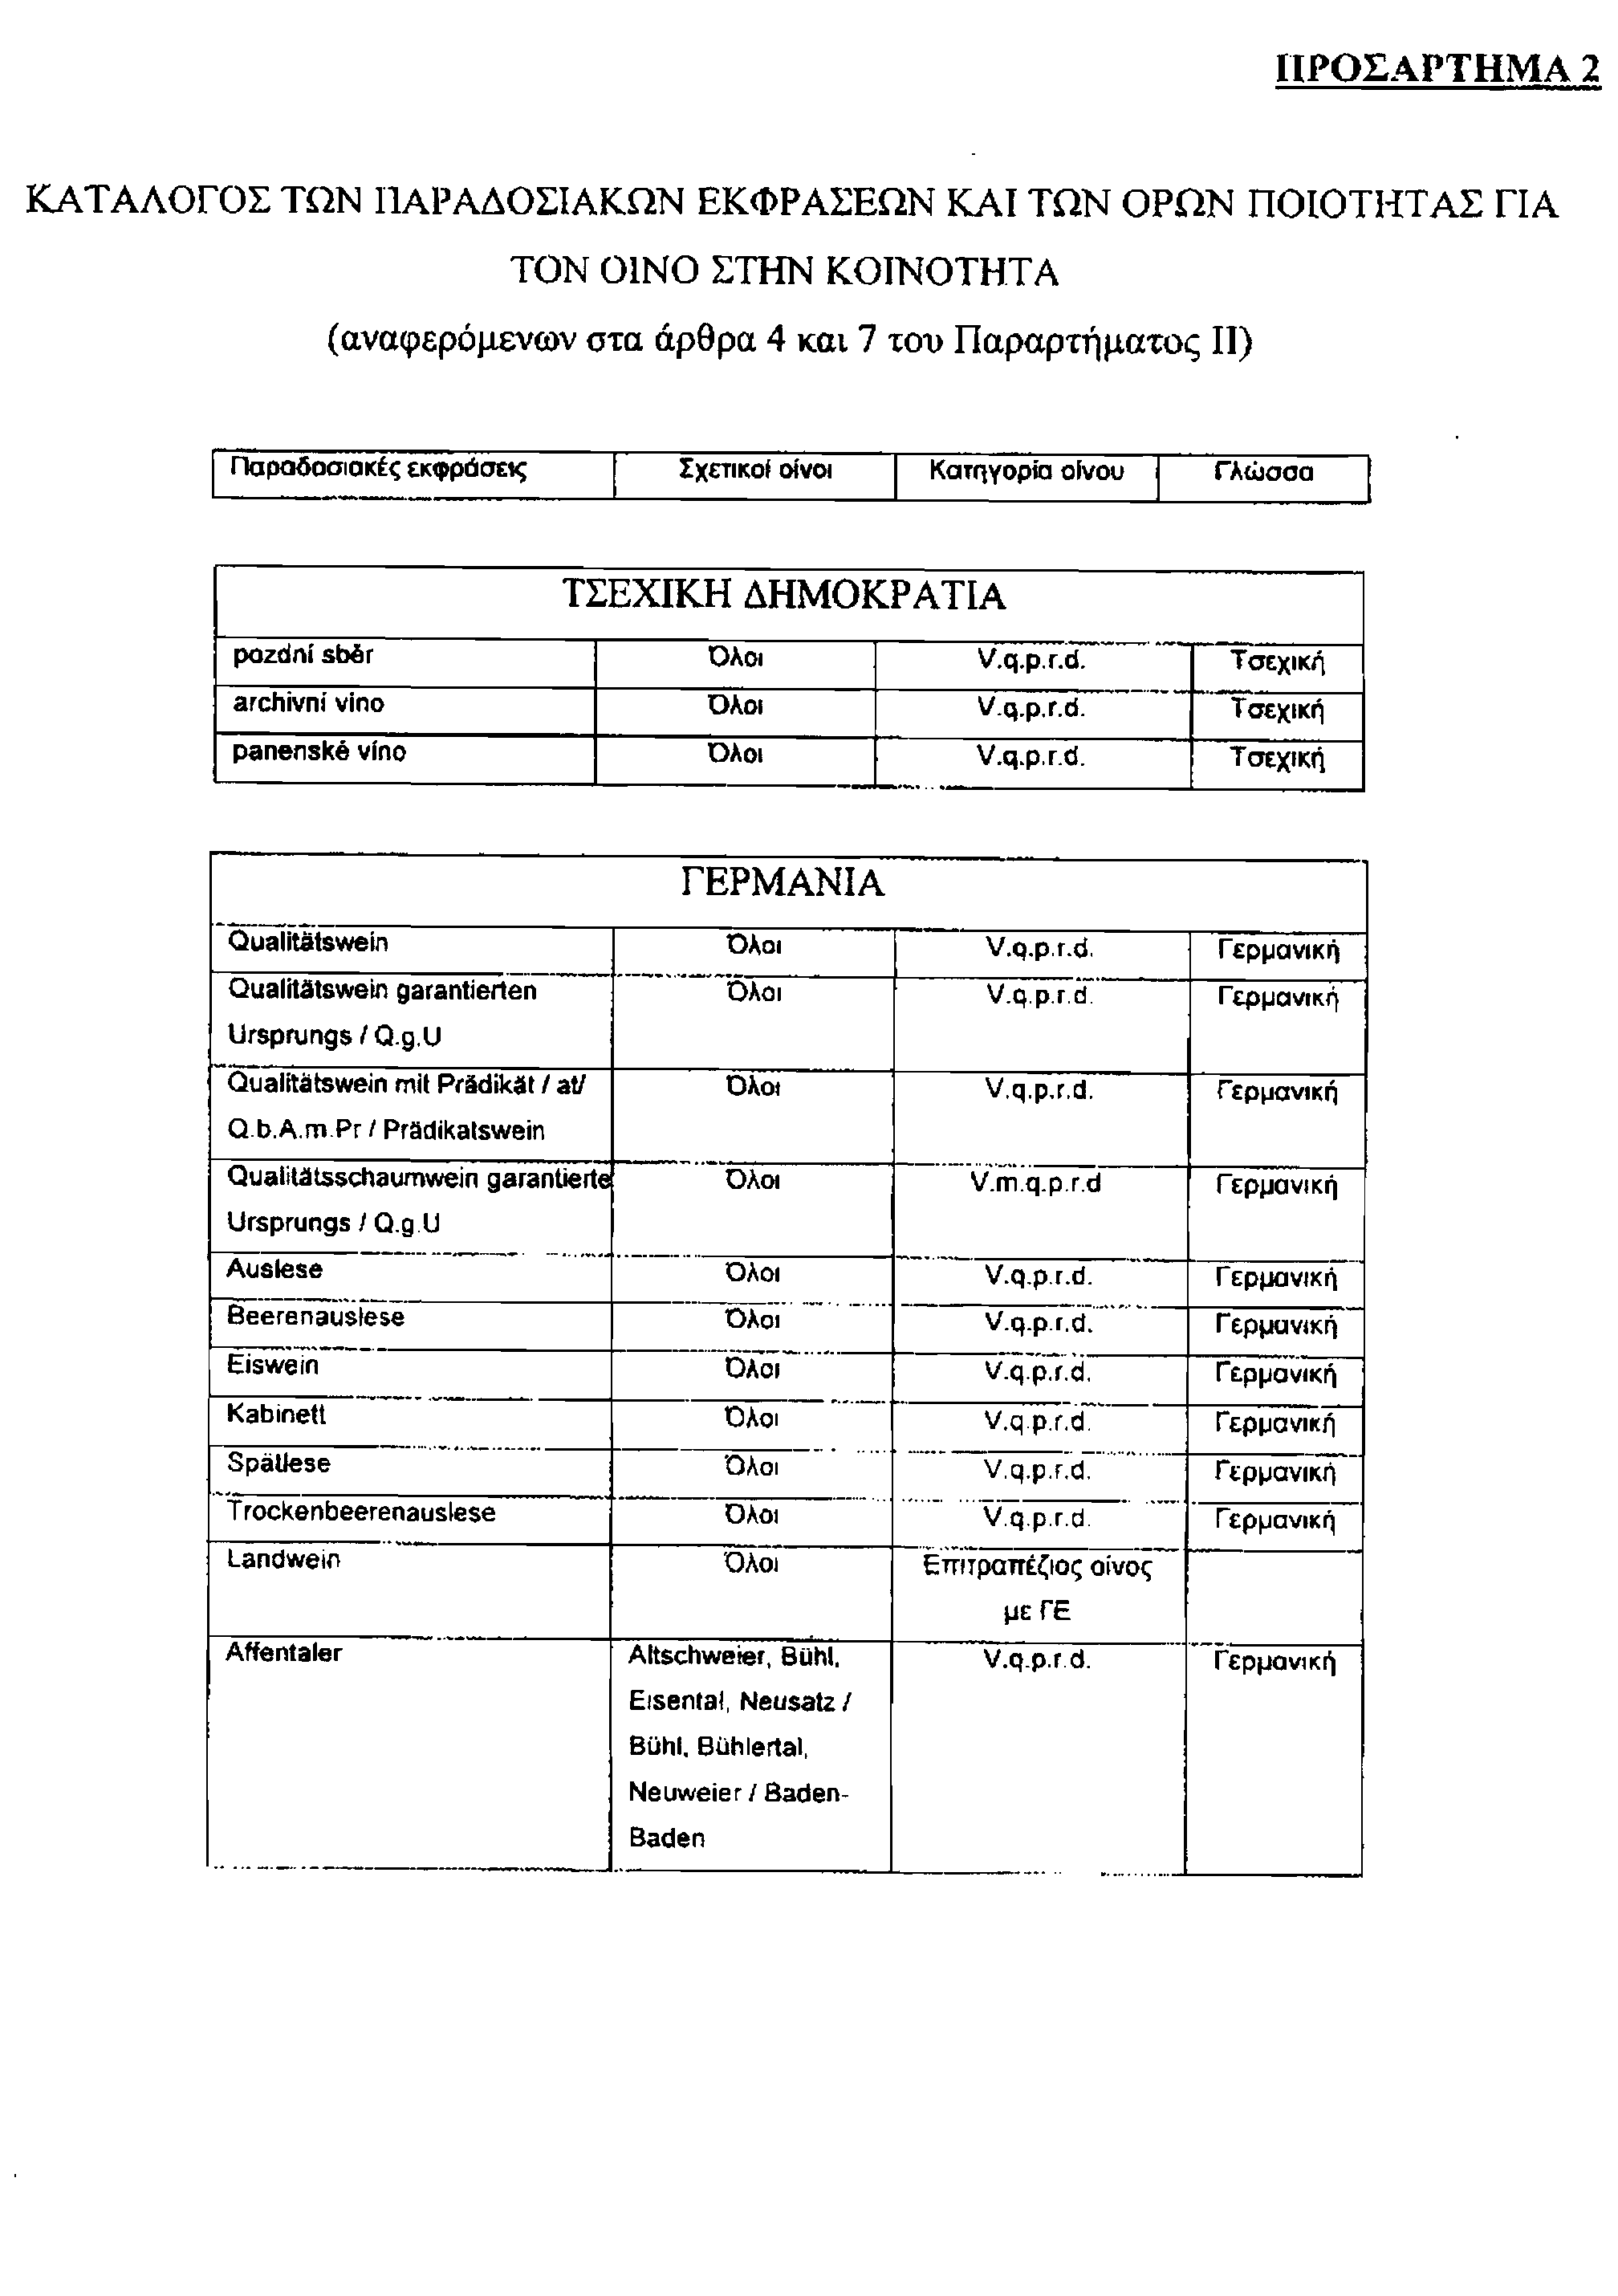 ΠΡΟΣΑΡΤΗΜΑ 2
ΚΑΤΑΛΟΓΟΣ ΤΩΝ ΠΑΡΑΔΟΣΙΑΚΩΝ ΕΚΦΡΑΣΕΩΝ ΚΑΙ ΤΩΝ ΟΡΩΝ ΠΟΙΟΤΗΤΑΣ ΓΙΑ
ΤΟΝ ΟΙΝΟ ΣΤΗΝ ΚΟΙΝΟΤΗΤΑ
(αναφερόμενων στα άρθρα 4 και 7 του Παραρτήματος ΙΙ)
Παραδοσιακές εκφράσεις Σχετικοί οίνοι Κατηγορία οίνου Γλώσσα
ΤΣΕΧΙΚΗ ΔΗΜΟΚΡΑΤΙΑ
pozdní sběr Όλοι V.q.p.r.d. Τσεχική
archivní víno Όλοι V.q.p.r.d. Τσεχική
panenské víno Όλοι V.q.p.r.d. Τσεχική
ΓΕΡΜΑΝΙΑ
Qualitätswein Όλοι V.q.p.r.d. Γερμανική
Qualitätswein garantierten Όλοι V.q.p.r.d. Γερμανική
Ursprungs / Q.g.U
Qualitätswein mit Prädikät / at/ Όλοι V.q.p.r.d. Γερμανική
Q.b.A.m.Pr / Prädikatswein
Qualitätsschaumwein garantierte Όλοι V.m.q.p.r.d Γερμανική
Ursprungs / Q.g.U
Auslese Όλοι V.q.p.r.d. Γερμανική
Beerenauslese Όλοι V.q.p.r.d. Γερμανική
Eiswein Όλοι V.q.p.r.d. Γερμανική
Kabinett Όλοι V.q.p.r.d. Γερμανική
Spätlese Όλοι V.q.p.r.d. Γερμανική
Trockenbeerenauslese Όλοι V.q.p.r.d. Γερμανική
Landwein Όλοι Επιτραπέζιος οίνος
με ΓΕ
Affentaler Altschweier, Bühl, V.q.p.r.d. Γερμανική
Eisental, Neusatz /
Bühl, Bühlertal,
Neuweier / Baden-
Baden